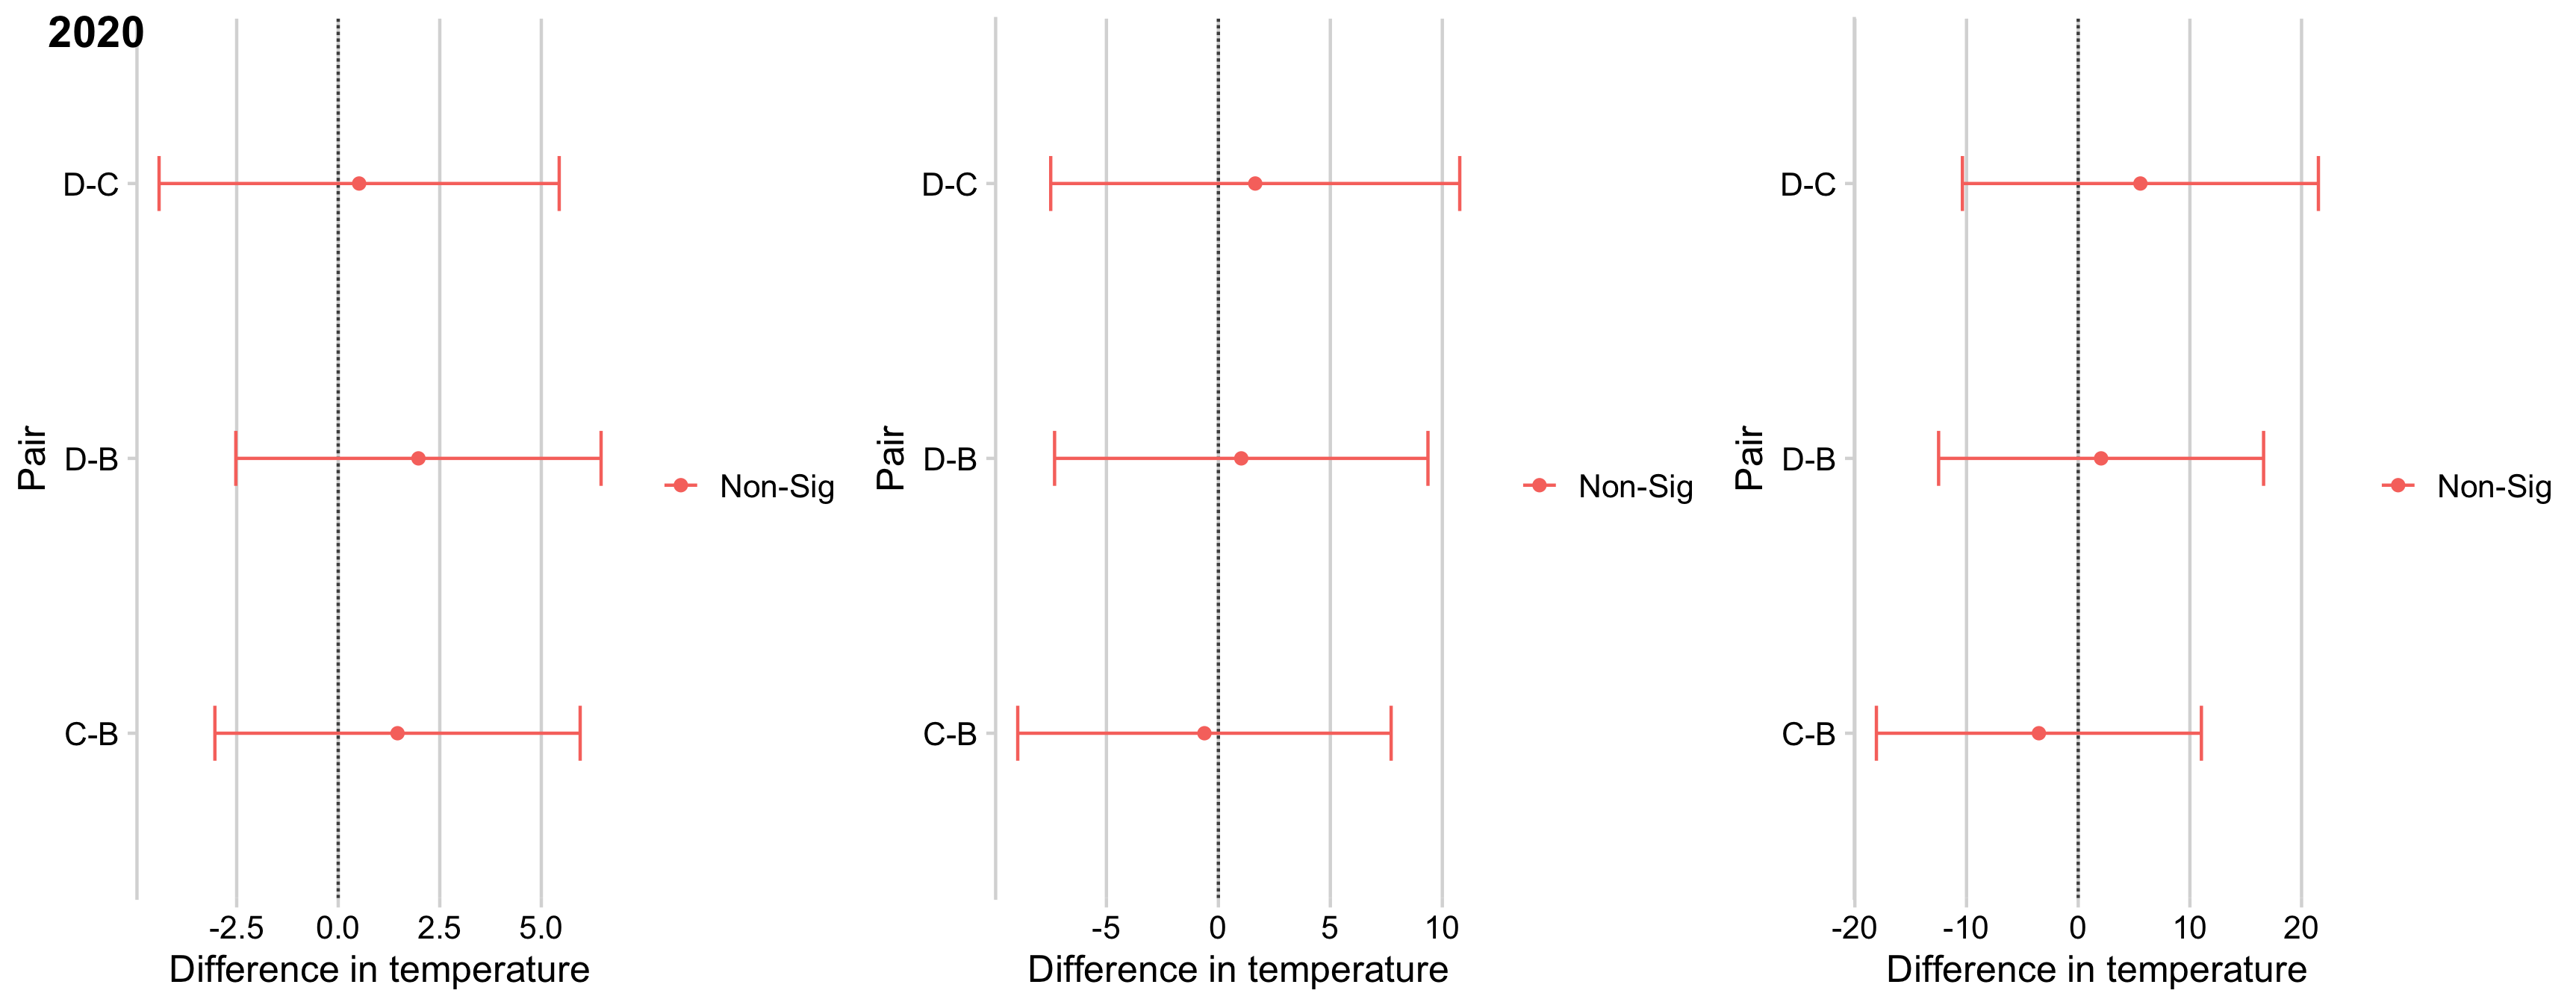 2020
D-C
D-B
C-B
Pair
-2.5 0.0 2.5 5.0
Difference in temperature
Non-Sig
D-C
D-B
C-B
Pair
-5 0 5 10
Difference in temperature
Non-Sig
D-C
D-B
C-B
Pair
-20 -10 0 10 20
Difference in temperature
Non-Sig